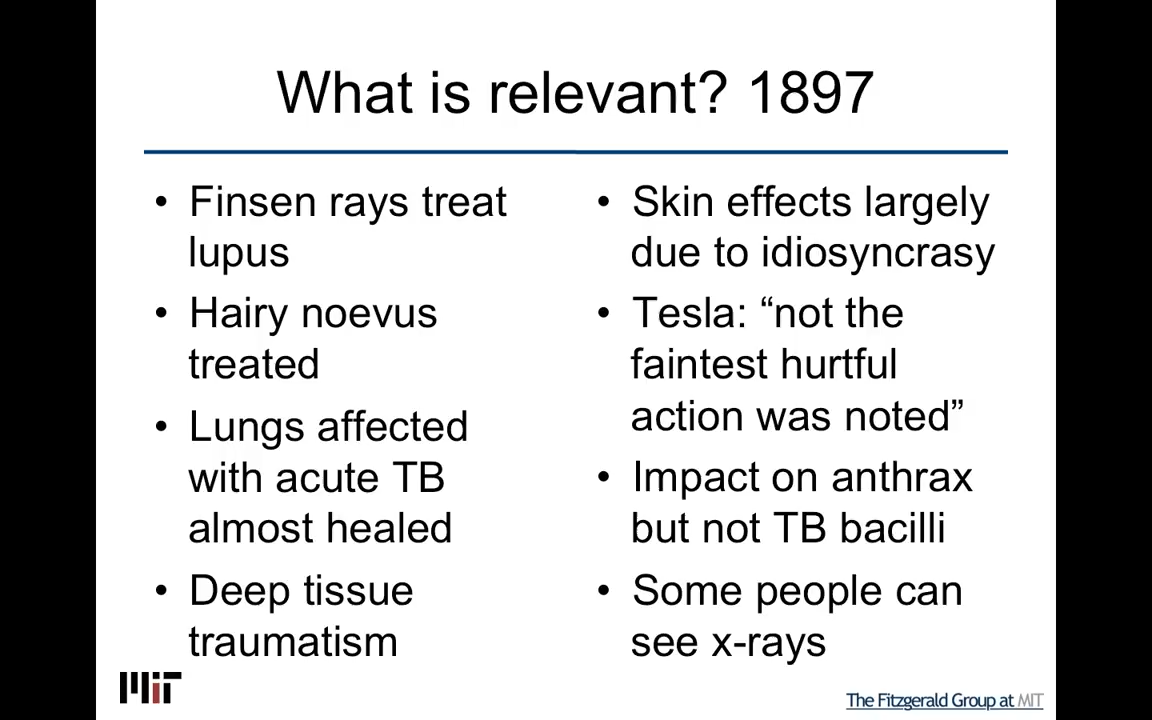 What is relevant? 1897
• Finsen rays treat
lupus
• Hairy noevus
treated
• Lungs affected
with acute TB
almost healed
• Deep tissue
traumatism
• Skin effects largely
due to idiosyncrasy
• Tesla: “not the
faintest hurtful
action was noted”
• Impact on anthrax
but not TB bacilli
• Some people can
see x-rays
MIT
The Fitzgerald Group at MIT